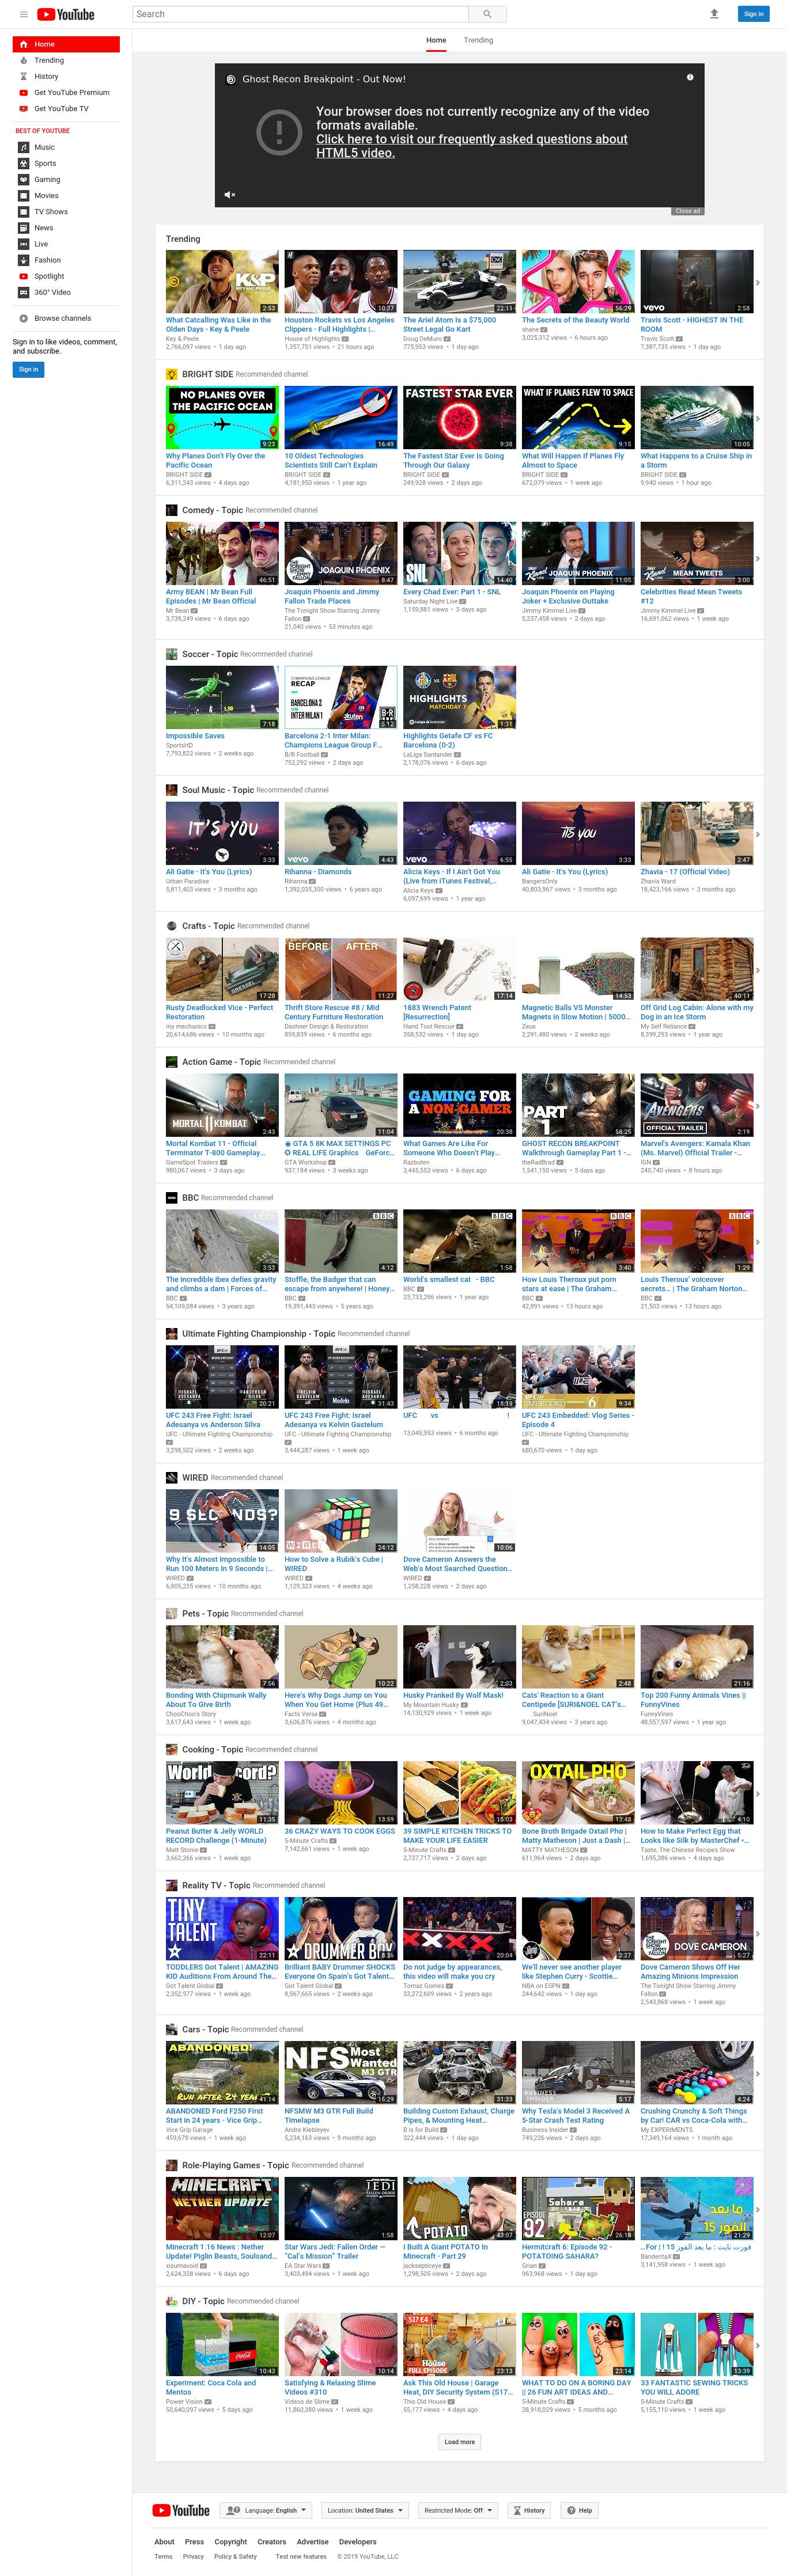 YouTube
Search
Sign in
Home
Trending
History
Get YouTube Premium
Get YouTube TV
BEST OF YOUTUBE
Music
Sports
Gaming
Movies
TV Shows
News
Live
Fashion
Spotlight
360° Video
Browse channels
Sign in to like videos, comment,
and subscribe.
Sign in
Home Trending
Ghost Recon Breakpoint - Out Now!
Your browser does not currently recognize any of the video
formats available.
Click here to visit our frequently asked questions about
HTML5 video.
Close ad
Trending
What Catcalling Was Like in the Olden Days - Key & Peele
Key & Peele
2,766,097 views • 1 day ago
Houston Rockets vs Los Angeles Clippers - Full Highlights |...
House of Highlights
1,357,751 views • 21 hours ago
The Ariel Atom Is a $75,000 Street Legal Go Kart
Doug DeMuro
775,953 views • 1 day ago
The Secrets of the Beauty World
shane
3,025,312 views • 6 hours ago
Travis Scott - HIGHEST IN THE ROOM
Travis Scott
7,387,735 views • 1 day ago
BRIGHT SIDE Recommended channel
Why Planes Don't Fly Over the Pacific Ocean
BRIGHT SIDE
6,311,243 views • 4 days ago
10 Oldest Technologies Scientists Still Can't Explain
BRIGHT SIDE
4,181,950 views • 1 year ago
The Fastest Star Ever Is Going Through Our Galaxy
BRIGHT SIDE
249,928 views • 2 days ago
What Will Happen If Planes Fly Almost to Space
BRIGHT SIDE
672,079 views • 1 week ago
What Happens to a Cruise Ship in a Storm
BRIGHT SIDE
9,940 views • 1 hour ago
Comedy - Topic Recommended channel
Army BEAN | Mr Bean Full Episodes | Mr Bean Official
Mr Bean
3,739,249 views • 6 days ago
Joaquin Phoenix and Jimmy Fallon Trade Places
The Tonight Show Starring Jimmy Fallon
21,040 views • 53 minutes ago
Every Chad Ever: Part 1 - SNL
Saturday Night Live
1,159,881 views • 3 days ago
Joaquin Phoenix on Playing Joker + Exclusive Outtake
Jimmy Kimmel Live
5,237,458 views • 2 days ago
Celebrities Read Mean Tweets #12
Jimmy Kimmel Live
16,691,062 views • 1 week ago
Soccer - Topic Recommended channel
Impossible Saves
SportsHD
7,793,822 views • 2 weeks ago
Barcelona 2-1 Inter Milan: Champions League Group F...
B/R Football
752,292 views • 2 days ago
Highlights Getafe CF vs FC Barcelona (0-2)
LaLiga Santander
2,178,076 views • 6 days ago
Soul Music - Topic Recommended channel
Ali Gatie - It's You (Lyrics)
Urban Paradise
5,811,403 views • 3 months ago
Rihanna - Diamonds
Rihanna
1,392,035,300 views • 6 years ago
Alicia Keys - If I Ain't Got You (Live from iTunes Festival,...
Alicia Keys
6,097,699 views • 1 year ago
Ali Gatie - It's You (Lyrics)
BangersOnly
40,803,967 views • 3 months ago
Zhavia - 17 (Official Video)
Zhavia Ward
18,423,166 views • 3 months ago
Crafts - Topic Recommended channel
Rusty Deadlocked Vice - Perfect Restoration
my mechanics
20,614,686 views • 10 months ago
Thrift Store Rescue #8 / Mid Century Furniture Restoration
Dashner Design & Restoration
859,839 views • 6 months ago
1883 Wrench Patent [Resurrection]
Hand Tool Rescue
358,532 views • 1 day ago
Magnetic Balls VS Monster Magnets in Slow Motion | 5000...
Zeus
2,291,480 views • 2 weeks ago
Off Grid Log Cabin: Alone with my Dog in an Ice Storm
My Self Reliance
8,399,293 views • 1 year ago
Action Game - Topic Recommended channel
Mortal Kombat 11 - Official Terminator T-800 Gameplay...
GameSpot Trailers
980,067 views • 3 days ago
◉ GTA 5 8K MAX SETTINGS PC ✪ REAL LIFE Graphics GeForc...
GTA Workshop
937,184 views • 3 weeks ago
What Games Are Like For Someone Who Doesn't Play...
Razbuten
3,445,553 views • 6 days ago
GHOST RECON BREAKPOINT Walkthrough Gameplay Part 1 -...
theRadBrad
1,541,150 views • 5 days ago
Marvel's Avengers: Kamala Khan (Ms. Marvel) Official Trailer -...
IGN
240,740 views • 8 hours ago
BBC Recommended channel
The incredible ibex defies gravity and climbs a dam | Forces of...
BBC
54,109,084 views • 3 years ago
Stoffle, the Badger that can escape from anywhere! | Honey...
BBC
19,391,443 views • 5 years ago
World's smallest cat - BBC
BBC
23,733,286 views • 1 year ago
How Louis Theroux put porn stars at ease | The Graham...
BBC
42,891 views • 13 hours ago
Louis Theroux' voiceover secrets... | The Graham Norton...
BBC
21,503 views • 13 hours ago
Ultimate Fighting Championship - Topic Recommended channel
UFC 243 Free Fight: Israel Adesanya vs Anderson Silva
UFC - Ultimate Fighting Championship
3,298,502 views • 2 weeks ago
UFC 243 Free Fight: Israel Adesanya vs Kelvin Gastelum
UFC - Ultimate Fighting Championship
3,444,287 views • 1 week ago
UFC vs !
13,045,953 views • 6 months ago
UFC 243 Embedded: Vlog Series - Episode 4
UFC - Ultimate Fighting Championship
680,670 views • 1 day ago
WIRED Recommended channel
Why It's Almost Impossible to Run 100 Meters In 9 Seconds |...
WIRED
6,805,235 views • 10 months ago
How to Solve a Rubik's Cube | WIRED
WIRED
1,129,323 views • 4 weeks ago
Dove Cameron Answers the Web's Most Searched Question...
WIRED
1,258,228 views • 2 days ago
Pets - Topic Recommended channel
Bonding With Chipmunk Wally About To Give Birth
ChooChoo's Story
3,617,643 views • 1 week ago
Here's Why Dogs Jump on You When You Get Home (Plus 49...
Facts Verse
3,606,876 views • 4 months ago
Husky Pranked By Wolf Mask!
My Mountain Husky
14,130,929 views • 1 week ago
Cats' Reaction to a Giant Centipede [SURI&NOEL CAT's...
SuriNoel
9,047,434 views • 3 years ago
Top 200 Funny Animals Vines || FunnyVines
FunnyVines
48,557,597 views • 1 year ago
Cooking - Topic Recommended channel
Peanut Butter & Jelly WORLD RECORD Challenge (1-Minute)
Matt Stonie
3,662,266 views • 1 week ago
36 CRAZY WAYS TO COOK EGGS
5-Minute Crafts
7,142,661 views • 1 week ago
39 SIMPLE KITCHEN TRICKS TO MAKE YOUR LIFE EASIER
5-Minute Crafts
2,737,717 views • 2 days ago
Bone Broth Brigade Oxtail Pho | Matty Matheson | Just a Dash |...
MATTY MATHESON
611,964 views • 2 days ago
How to Make Perfect Egg that Looks like Silk by MasterChef •...
Taste, The Chinese Recipes Show
1,695,386 views • 4 days ago
Reality TV - Topic Recommended channel
TODDLERS Got Talent | AMAZING KID Auditions From Around The...
Got Talent Global
2,352,977 views • 1 week ago
Brilliant BABY Drummer SHOCKS Everyone On Spain's Got Talent...
Got Talent Global
8,567,665 views • 2 weeks ago
Do not judge by appearances, this video will make you cry
Tomaz Gomes
33,272,609 views • 2 years ago
We'll never see another player like Stephen Curry - Scottie...
NBA on ESPN
244,642 views • 1 day ago
Dove Cameron Shows Off Her Amazing Minions Impression
The Tonight Show Starring Jimmy Fallon
2,543,868 views • 1 week ago
Cars - Topic Recommended channel
ABANDONED Ford F250 First Start in 24 years - Vice Grip...
Vice Grip Garage
459,678 views • 1 week ago
NFSMW M3 GTR Full Build Timelapse
Andre Klebleyev
5,234,163 views • 9 months ago
Building Custom Exhaust, Charge Pipes, & Mounting Heat...
B is for Build
322,444 views • 1 day ago
Why Tesla's Model 3 Received A 5-Star Crash Test Rating
Business Insider
749,226 views • 2 days ago
Crushing Crunchy & Soft Things by Car! CAR vs Coca-Cola with...
My EXPERIMENTS
17,349,164 views • 1 month ago
Role-Playing Games - Topic Recommended channel
Minecraft 1.16 News : Nether Update! Piglin Beasts, Soulsand...
xisumavoid
2,624,328 views • 6 days ago
Star Wars Jedi: Fallen Order — "Cal's Mission" Trailer
EA Star Wars
3,403,494 views • 1 week ago
I Built A Giant POTATO In Minecraft - Part 29
jacksepticeye
1,298,505 views • 2 days ago
Hermitcraft 6: Episode 92 - POTATOING SAHARA?
Grian
963,968 views • 1 day ago
فورت نايت : ما بعد الفوز 15 ! | For...
BanderitaX
3,141,958 views • 1 week ago
DIY - Topic Recommended channel
Experiment: Coca Cola and Mentos
Power Vision
50,640,097 views • 5 days ago
Satisfying & Relaxing Slime Videos #310
Videos de Slime
11,860,380 views • 1 week ago
Ask This Old House | Garage Heat, DIY Security System (S17...
This Old House
55,177 views • 4 days ago
WHAT TO DO ON A BORING DAY || 26 FUN ART IDEAS AND...
5-Minute Crafts
28,918,029 views • 5 months ago
33 FANTASTIC SEWING TRICKS YOU WILL ADORE
5-Minute Crafts
5,155,110 views • 1 week ago
Load more
YouTube
Language: English
Location: United States
Restricted Mode: Off
History
Help
About Press Copyright Creators Advertise Developers
Terms Privacy Policy & Safety Test new features © 2019 YouTube, LLC